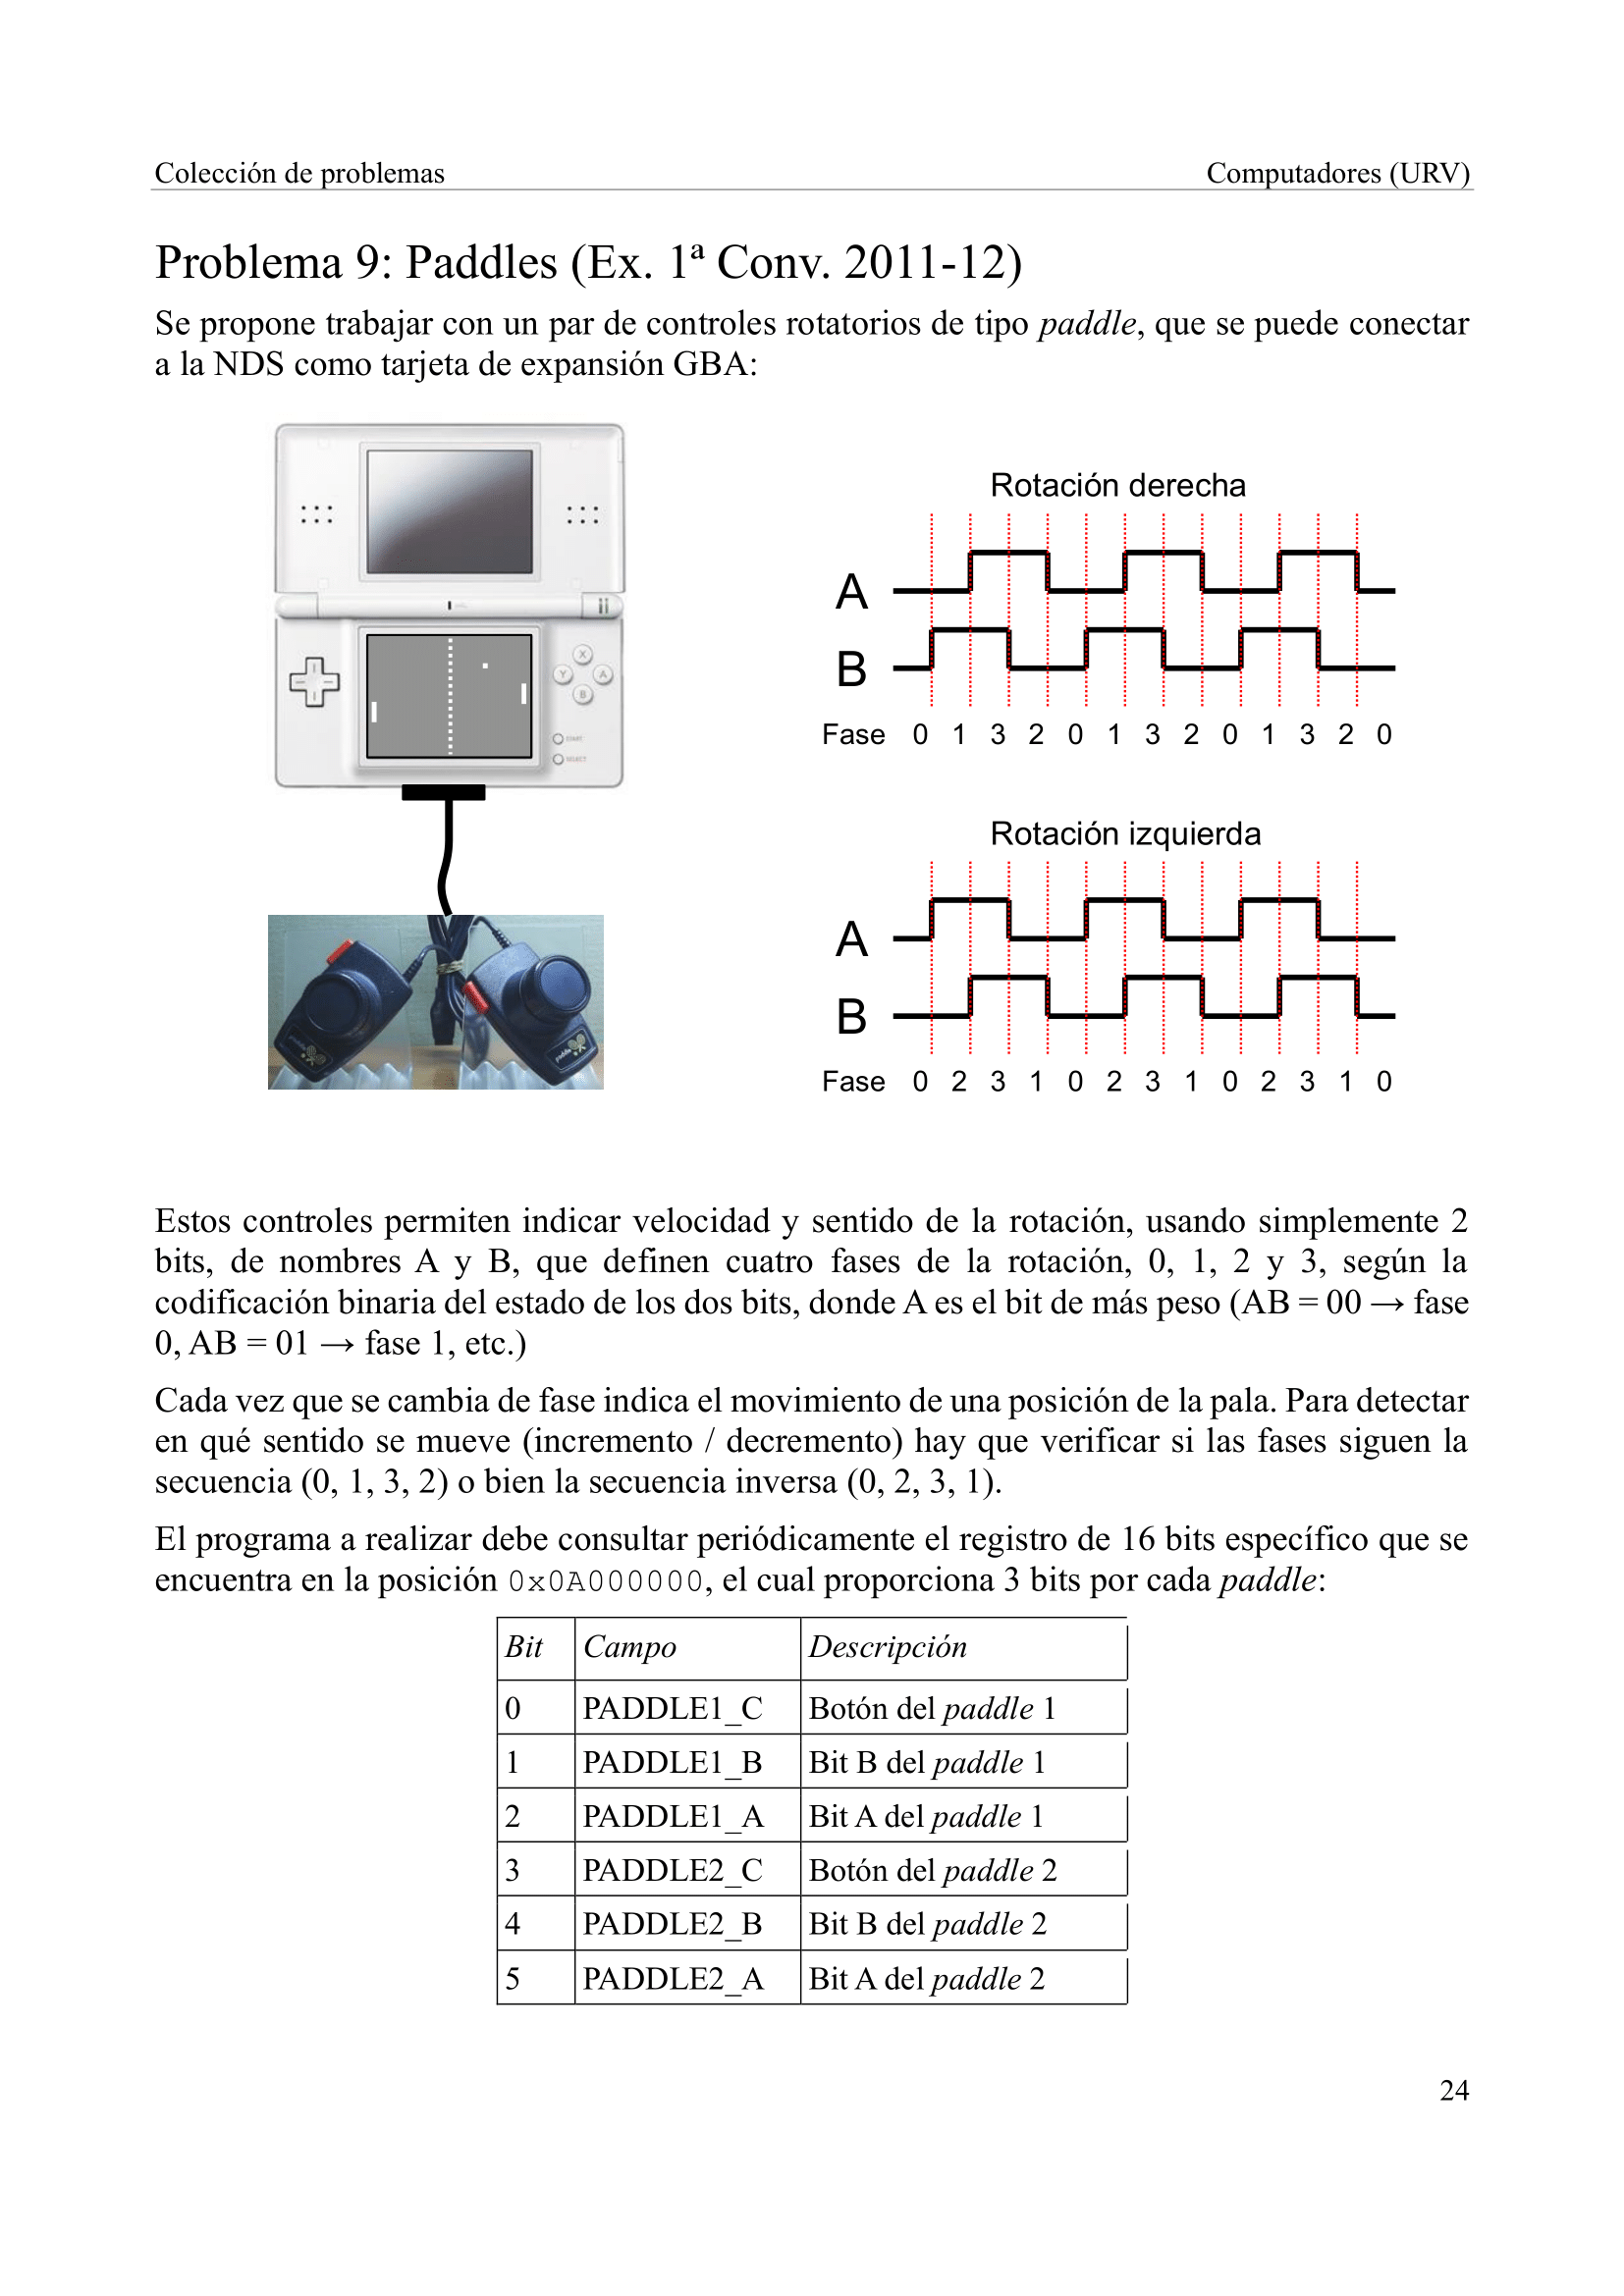 Colección de problemas Computadores (URV)
Problema 9: Paddles (Ex. 1ª Conv. 2011-12)
Se propone trabajar con un par de controles rotatorios de tipo paddle, que se puede conectar
a la NDS como tarjeta de expansión GBA:
X
Y A
B
START
SELECT
Rotación derecha
A
B
Fase 0 1 3 2 0 1 3 2 0 1 3 2 0
Rotación izquierda
A
B
Fase 0 2 3 1 0 2 3 1 0 2 3 1 0
Estos controles permiten indicar velocidad y sentido de la rotación, usando simplemente 2
bits, de nombres A y B, que definen cuatro fases de la rotación, 0, 1, 2 y 3, según la
codificación binaria del estado de los dos bits, donde A es el bit de más peso (AB = 00 → fase
0, AB = 01 → fase 1, etc.)
Cada vez que se cambia de fase indica el movimiento de una posición de la pala. Para detectar
en qué sentido se mueve (incremento / decremento) hay que verificar si las fases siguen la
secuencia (0, 1, 3, 2) o bien la secuencia inversa (0, 2, 3, 1).
El programa a realizar debe consultar periódicamente el registro de 16 bits específico que se
encuentra en la posición 0x0A000000, el cual proporciona 3 bits por cada paddle:
Bit Campo Descripción
0 PADDLE1_C Botón del paddle 1
1 PADDLE1_B Bit B del paddle 1
2 PADDLE1_A Bit A del paddle 1
3 PADDLE2_C Botón del paddle 2
4 PADDLE2_B Bit B del paddle 2
5 PADDLE2_A Bit A del paddle 2
24